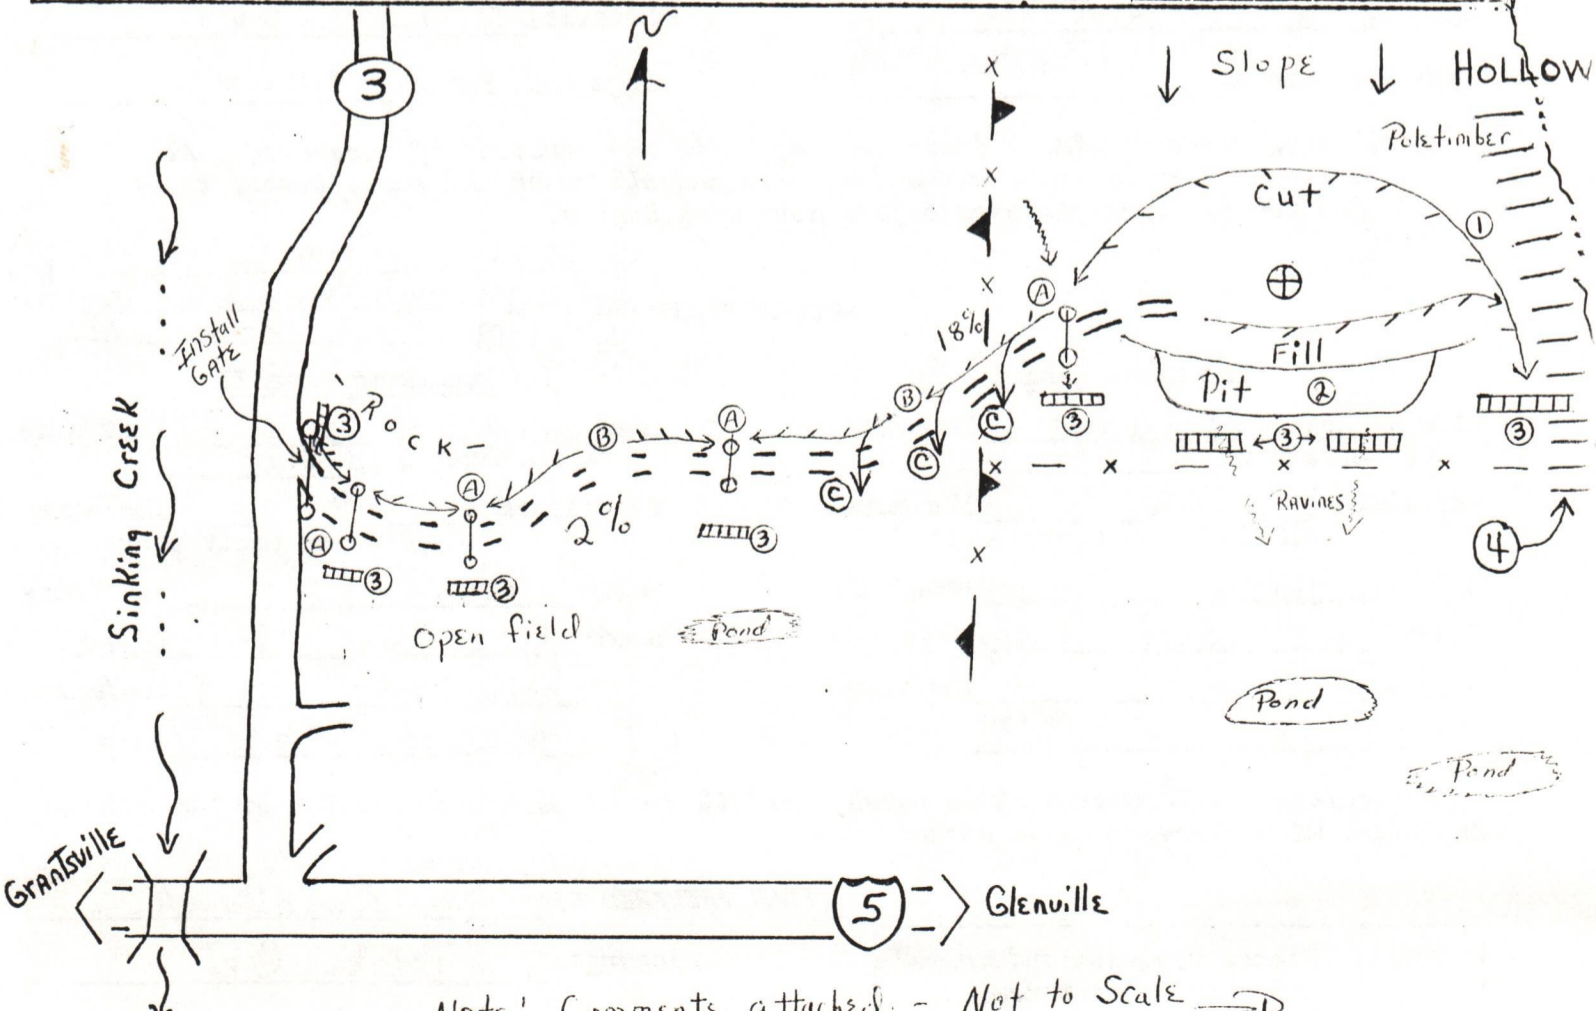 N
3
Slope
HOLLOW
Poletimber
Cut
1
Install
GATE
A
18%
Fill
Pit 2
3
Rock
B
A
B
C
C
3
3
3
3
A
2%
RAVINES
4
A
3
3
3
Sinking Creek
Open field
Pond
Pond
Pond
Grantsville
5
Glenville
Note: Comments attached. - Not to Scale